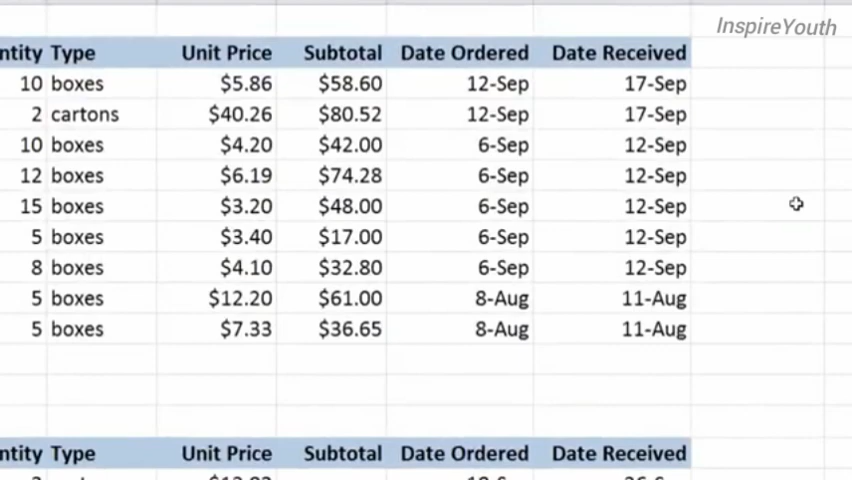 InspireYouth
ntity Type Unit Price Subtotal Date Ordered Date Received
10 boxes $5.86 $58.60 12-Sep 17-Sep
2 cartons $40.26 $80.52 12-Sep 17-Sep
10 boxes $4.20 $42.00 6-Sep 12-Sep
12 boxes $6.19 $74.28 6-Sep 12-Sep
15 boxes $3.20 $48.00 6-Sep 12-Sep
5 boxes $3.40 $17.00 6-Sep 12-Sep
8 boxes $4.10 $32.80 6-Sep 12-Sep
5 boxes $12.20 $61.00 8-Aug 11-Aug
5 boxes $7.33 $36.65 8-Aug 11-Aug
ntity Type Unit Price Subtotal Date Ordered Date Received